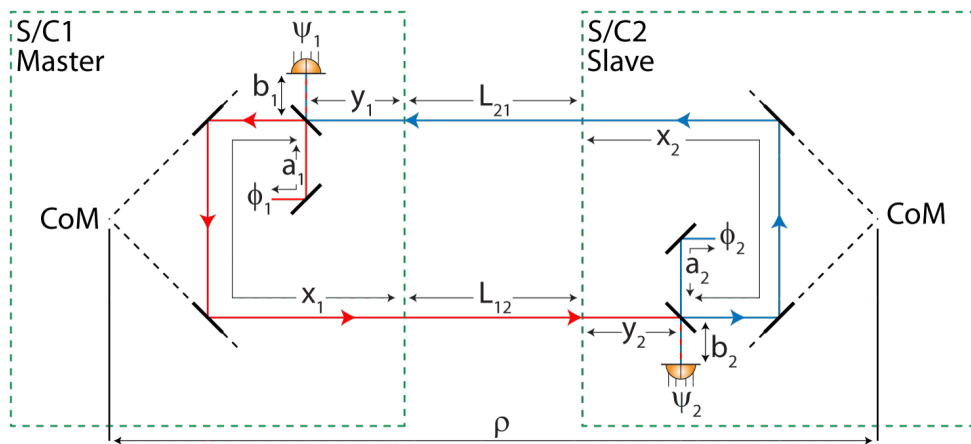 S/C1
Master
ψ₁
b₁
y₁
L₂₁
S/C2
Slave
x₂
a₁
ϕ₁
CoM
ϕ₂
a₂
CoM
x₁
L₁₂
y₂
b₂
ψ₂
ρ